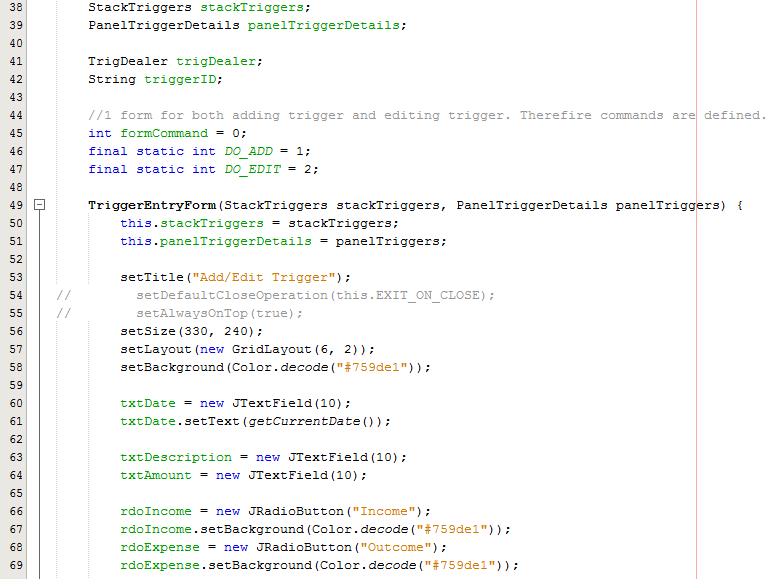 38 StackTriggers stackTriggers;
39 PanelTriggerDetails panelTriggerDetails;
40
41 TrigDealer trigDealer;
42 String triggerID;
43
44 //1 form for both adding trigger and editing trigger. Therefire commands are defined.
45 int formCommand = 0;
46 final static int DO_ADD = 1;
47 final static int DO_EDIT = 2;
48
49 TriggerEntryForm(StackTriggers stackTriggers, PanelTriggerDetails panelTriggers) {
50 this.stackTriggers = stackTriggers;
51 this.panelTriggerDetails = panelTriggers;
52
53 setTitle("Add/Edit Trigger");
54 // setDefaultCloseOperation(this.EXIT_ON_CLOSE);
55 // setAlwaysOnTop(true);
56 setSize(330, 240);
57 setLayout(new GridLayout(6, 2));
58 setBackground(Color.decode("#759de1"));
59
60 txtDate = new JTextField(10);
61 txtDate.setText(getCurrentDate());
62
63 txtDescription = new JTextField(10);
64 txtAmount = new JTextField(10);
65
66 rdoIncome = new JRadioButton("Income");
67 rdoIncome.setBackground(Color.decode("#759de1"));
68 rdoExpense = new JRadioButton("Outcome");
69 rdoExpense.setBackground(Color.decode("#759de1"));